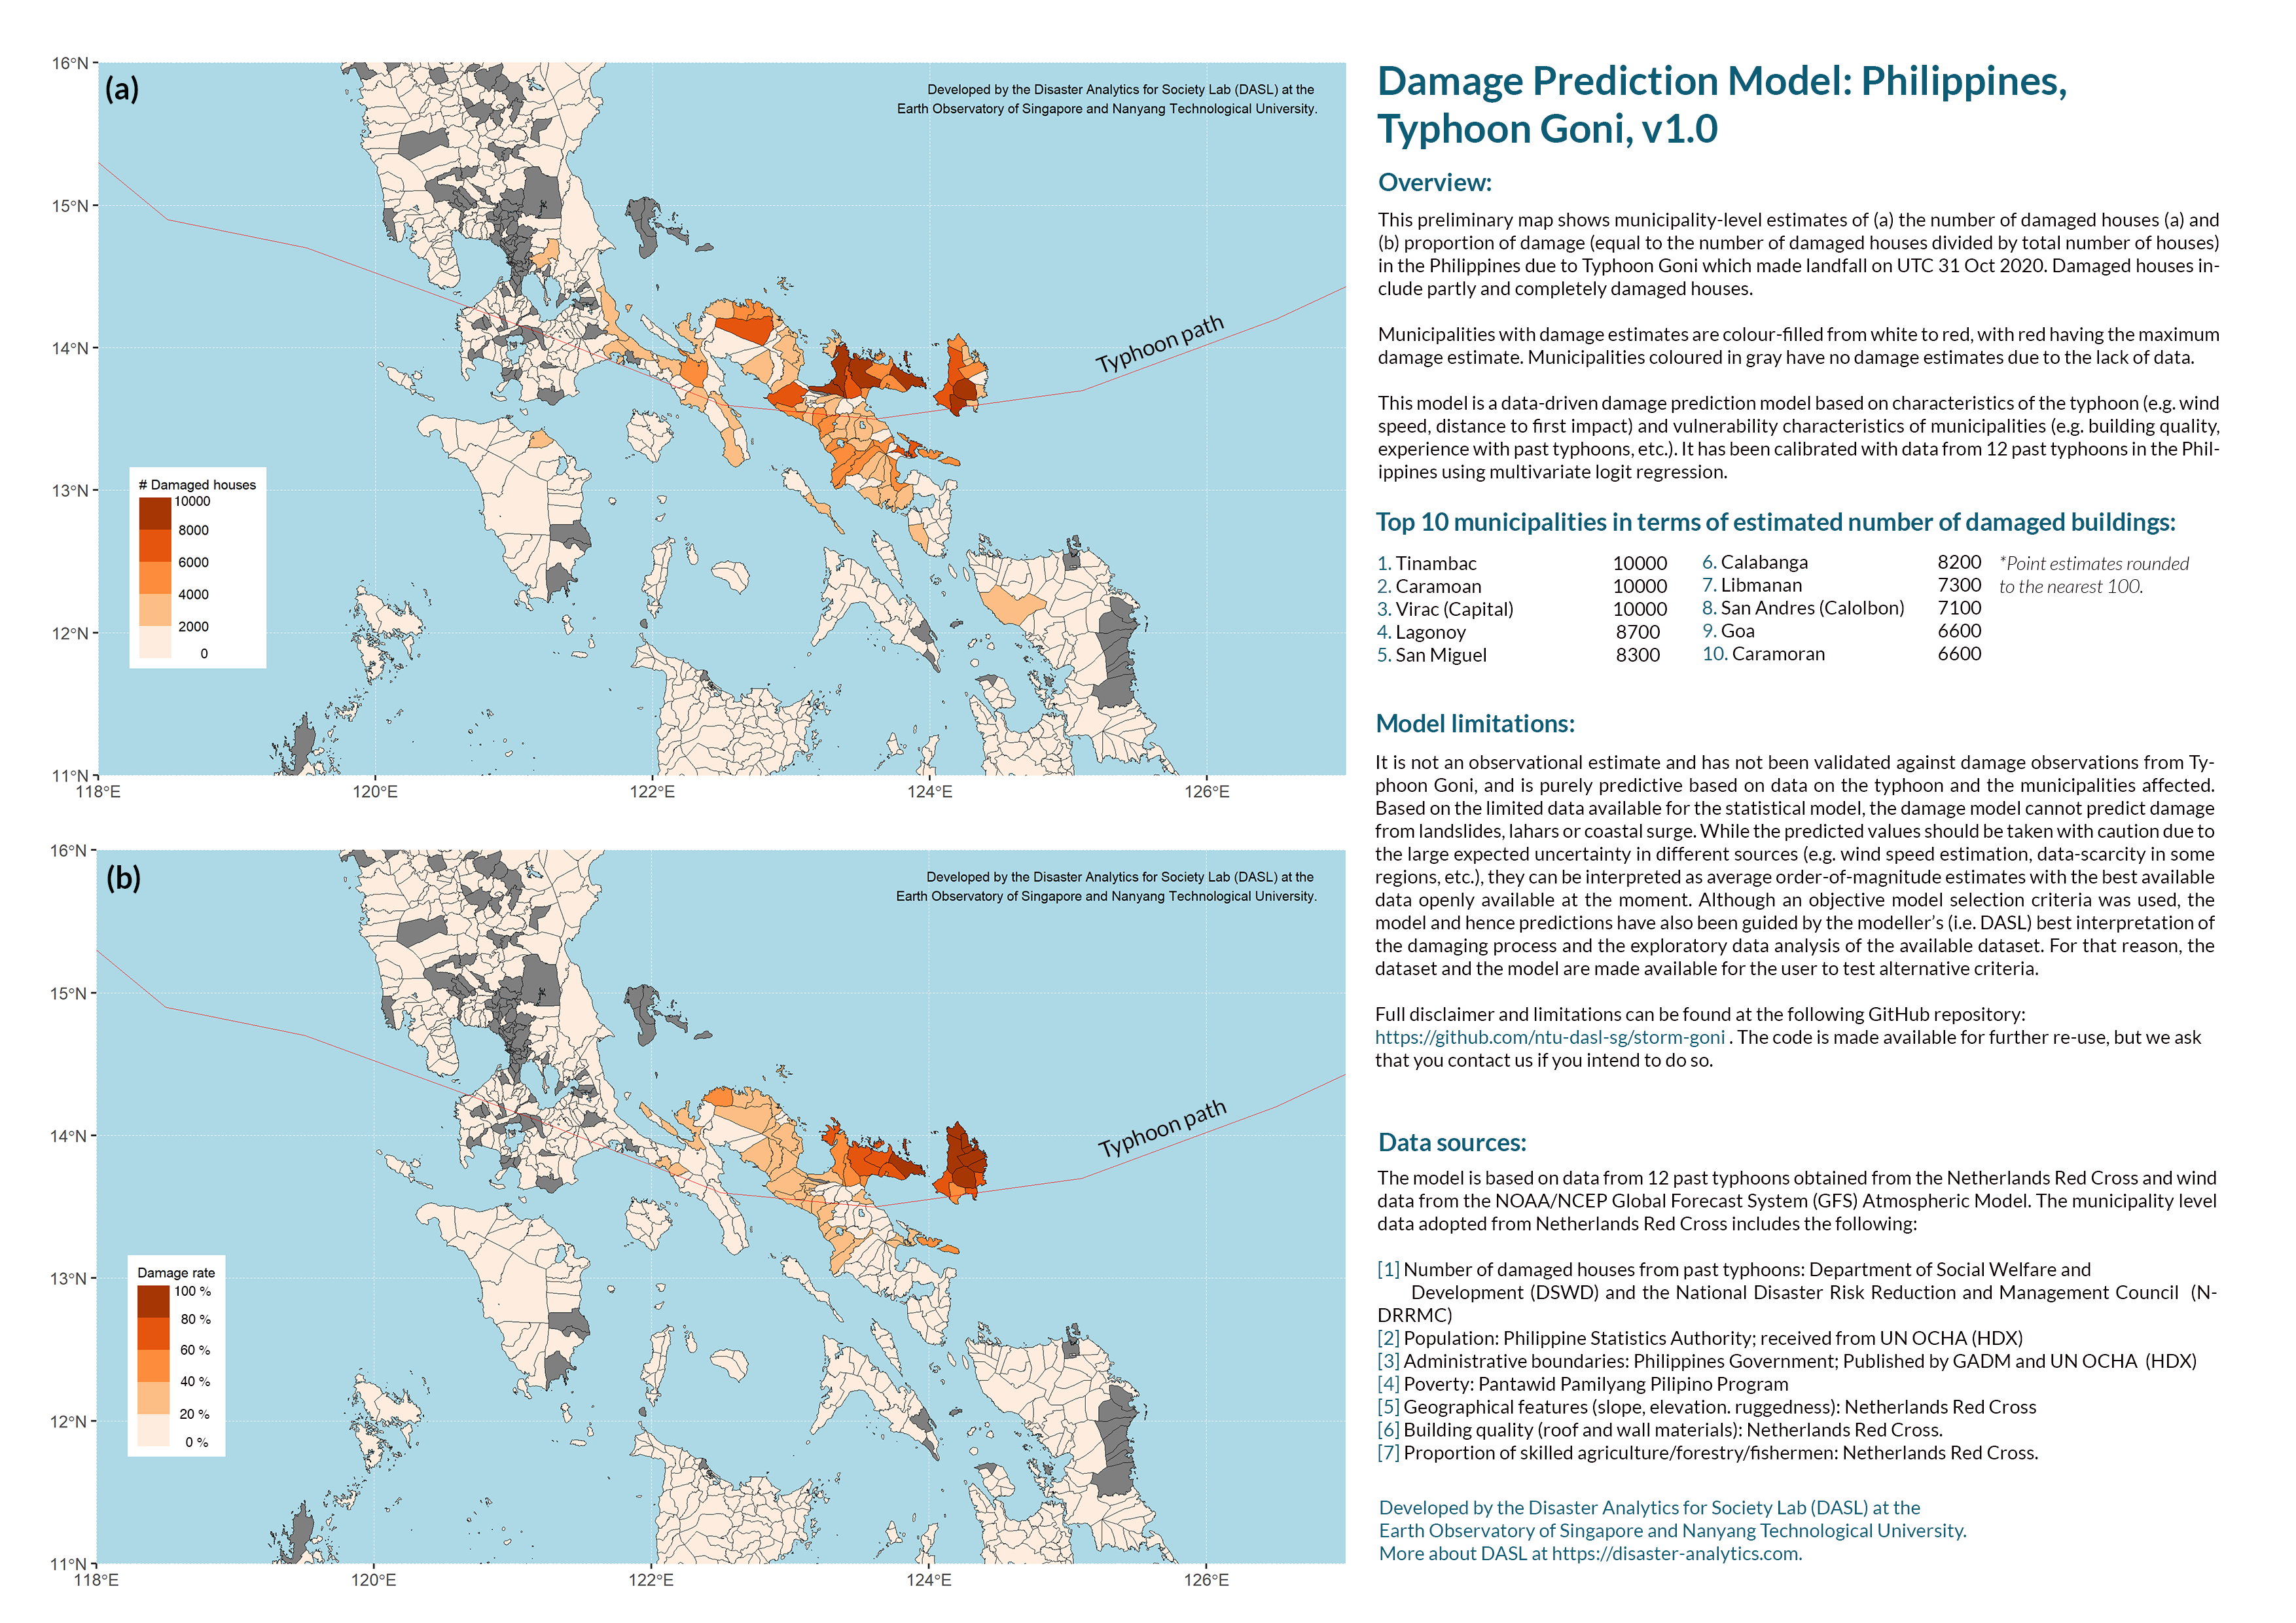 (a)
Developed by the Disaster Analytics for Society Lab (DASL) at the
Earth Observatory of Singapore and Nanyang Technological University.
16°N
15°N
14°N
13°N
12°N
11°N
Typhoon path
# Damaged houses
10000
8000
6000
4000
2000
0
118°E
120°E
122°E
124°E
126°E
(b)
Developed by the Disaster Analytics for Society Lab (DASL) at the
Earth Observatory of Singapore and Nanyang Technological University.
16°N
15°N
14°N
13°N
12°N
11°N
Typhoon path
Damage rate
100 %
80 %
60 %
40 %
20 %
0 %
118°E
120°E
122°E
124°E
126°E
Damage Prediction Model: Philippines,
Typhoon Goni, v1.0
Overview:
This preliminary map shows municipality-level estimates of (a) the number of damaged houses (a) and
(b) proportion of damage (equal to the number of damaged houses divided by total number of houses)
in the Philippines due to Typhoon Goni which made landfall on UTC 31 Oct 2020. Damaged houses in-
clude partly and completely damaged houses.
Municipalities with damage estimates are colour-filled from white to red, with red having the maximum
damage estimate. Municipalities coloured in gray have no damage estimates due to the lack of data.
This model is a data-driven damage prediction model based on characteristics of the typhoon (e.g. wind
speed, distance to first impact) and vulnerability characteristics of municipalities (e.g. building quality,
experience with past typhoons, etc.). It has been calibrated with data from 12 past typhoons in the Phil-
ippines using multivariate logit regression.
Top 10 municipalities in terms of estimated number of damaged buildings:
1. Tinambac 10000
2. Caramoan 10000
3. Virac (Capital) 10000
4. Lagonoy 8700
5. San Miguel 8300
6. Calabanga 8200
7. Libmanan 7300
8. San Andres (Calolbon) 7100
9. Goa 6600
10. Caramoran 6600
*Point estimates rounded
to the nearest 100.
Model limitations:
It is not an observational estimate and has not been validated against damage observations from Ty-
phoon Goni, and is purely predictive based on data on the typhoon and the municipalities affected.
Based on the limited data available for the statistical model, the damage model cannot predict damage
from landslides, lahars or coastal surge. While the predicted values should be taken with caution due to
the large expected uncertainty in different sources (e.g. wind speed estimation, data-scarcity in some
regions, etc.), they can be interpreted as average order-of-magnitude estimates with the best available
data openly available at the moment. Although an objective model selection criteria was used, the
model and hence predictions have also been guided by the modeller's (i.e. DASL) best interpretation of
the damaging process and the exploratory data analysis of the available dataset. For that reason, the
dataset and the model are made available for the user to test alternative criteria.
Full disclaimer and limitations can be found at the following GitHub repository:
https://github.com/ntu-dasl-sg/storm-goni . The code is made available for further re-use, but we ask
that you contact us if you intend to do so.
Data sources:
The model is based on data from 12 past typhoons obtained from the Netherlands Red Cross and wind
data from the NOAA/NCEP Global Forecast System (GFS) Atmospheric Model. The municipality level
data adopted from Netherlands Red Cross includes the following:
[1] Number of damaged houses from past typhoons: Department of Social Welfare and
Development (DSWD) and the National Disaster Risk Reduction and Management Council (N-
DRRMC)
[2] Population: Philippine Statistics Authority; received from UN OCHA (HDX)
[3] Administrative boundaries: Philippines Government; Published by GADM and UN OCHA (HDX)
[4] Poverty: Pantawid Pamilyang Pilipino Program
[5] Geographical features (slope, elevation. ruggedness): Netherlands Red Cross
[6] Building quality (roof and wall materials): Netherlands Red Cross.
[7] Proportion of skilled agriculture/forestry/fishermen: Netherlands Red Cross.
Developed by the Disaster Analytics for Society Lab (DASL) at the
Earth Observatory of Singapore and Nanyang Technological University.
More about DASL at https://disaster-analytics.com.